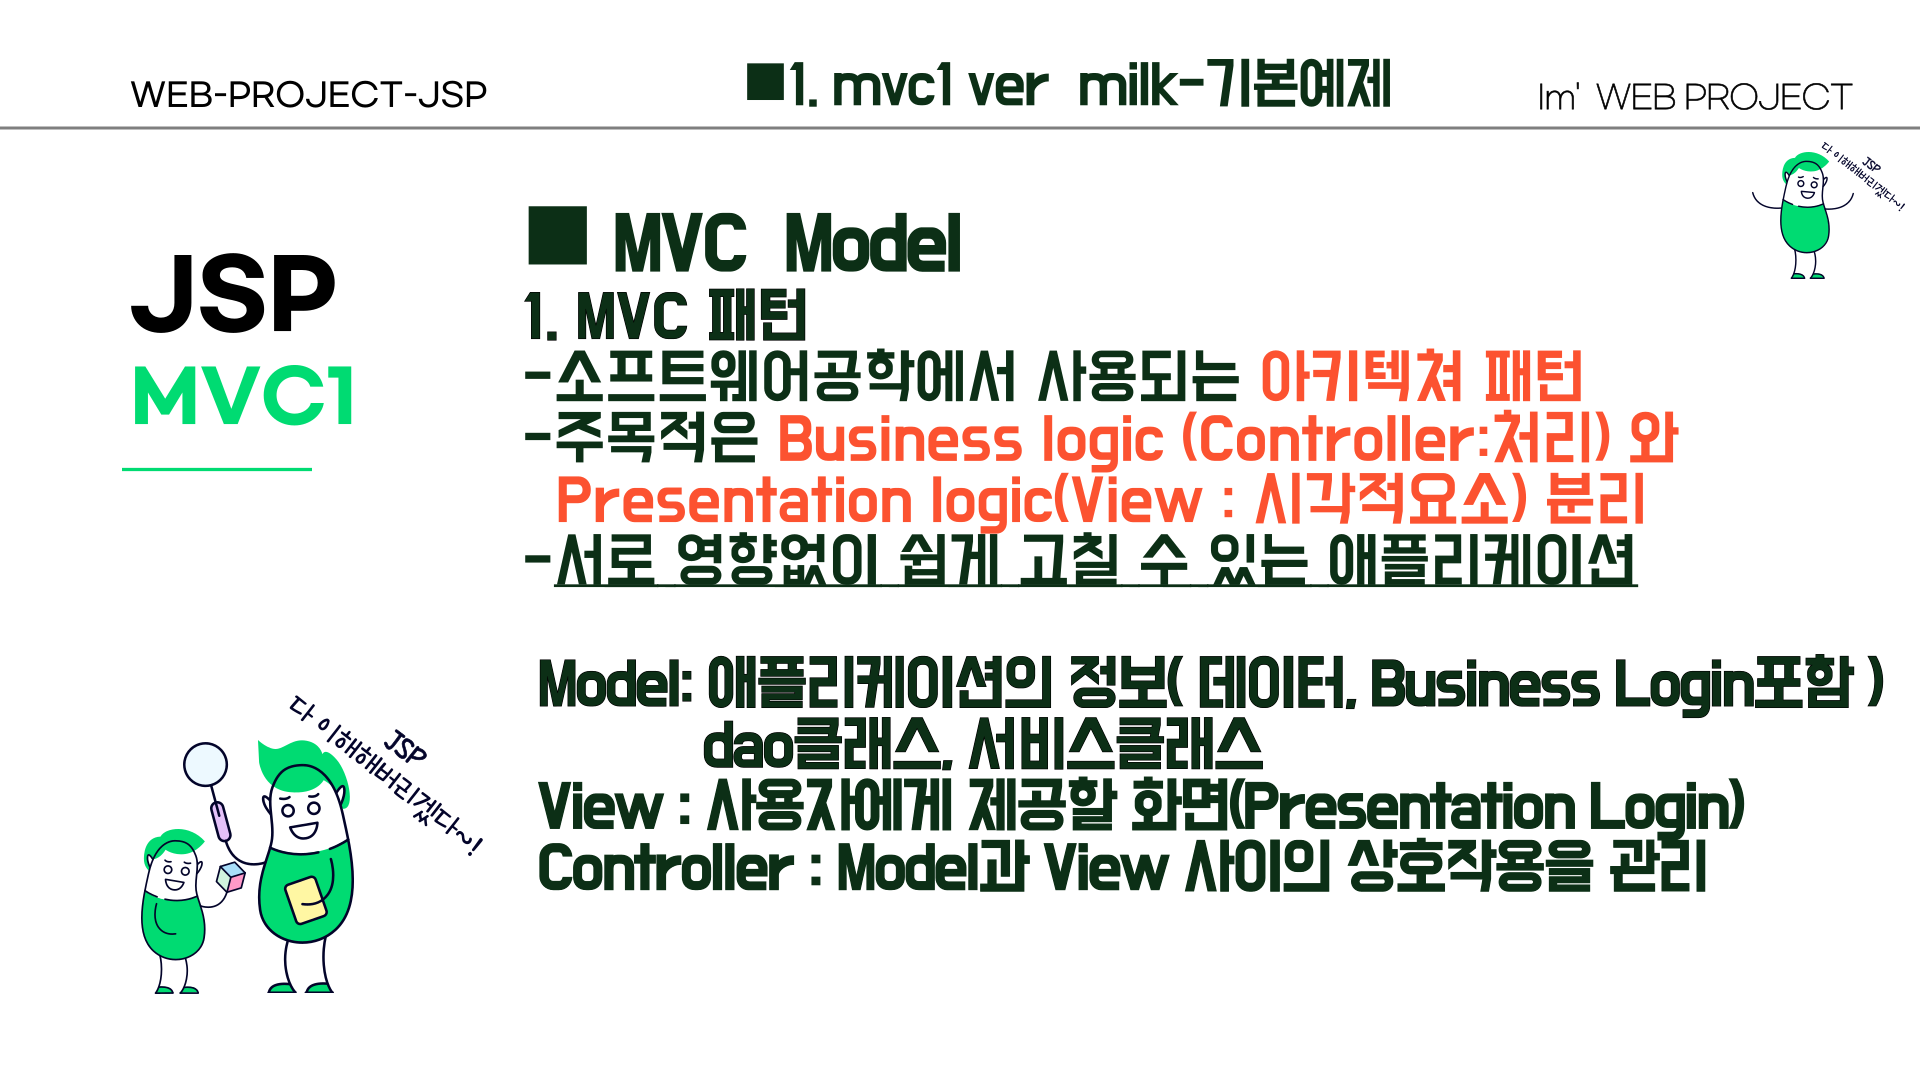 WEB-PROJECT-JSP
■1. mvc1 ver milk-기본예제
Im' WEB PROJECT
JSP
다 이해해버리겠다~!
JSP
MVC1
■ MVC Model
1. MVC 패턴
-소프트웨어공학에서 사용되는 아키텍쳐 패턴
-주목적은 Business logic (Controller:처리) 와
Presentation logic(View : 시각적요소) 분리
-서로 영향없이 쉽게 고칠 수 있는 애플리케이션
Model: 애플리케이션의 정보( 데이터, Business Login포함 )
dao클래스, 서비스클래스
View : 사용자에게 제공할 화면(Presentation Login)
Controller : Model과 View 사이의 상호작용을 관리
JSP
다 이해해버리겠다~!